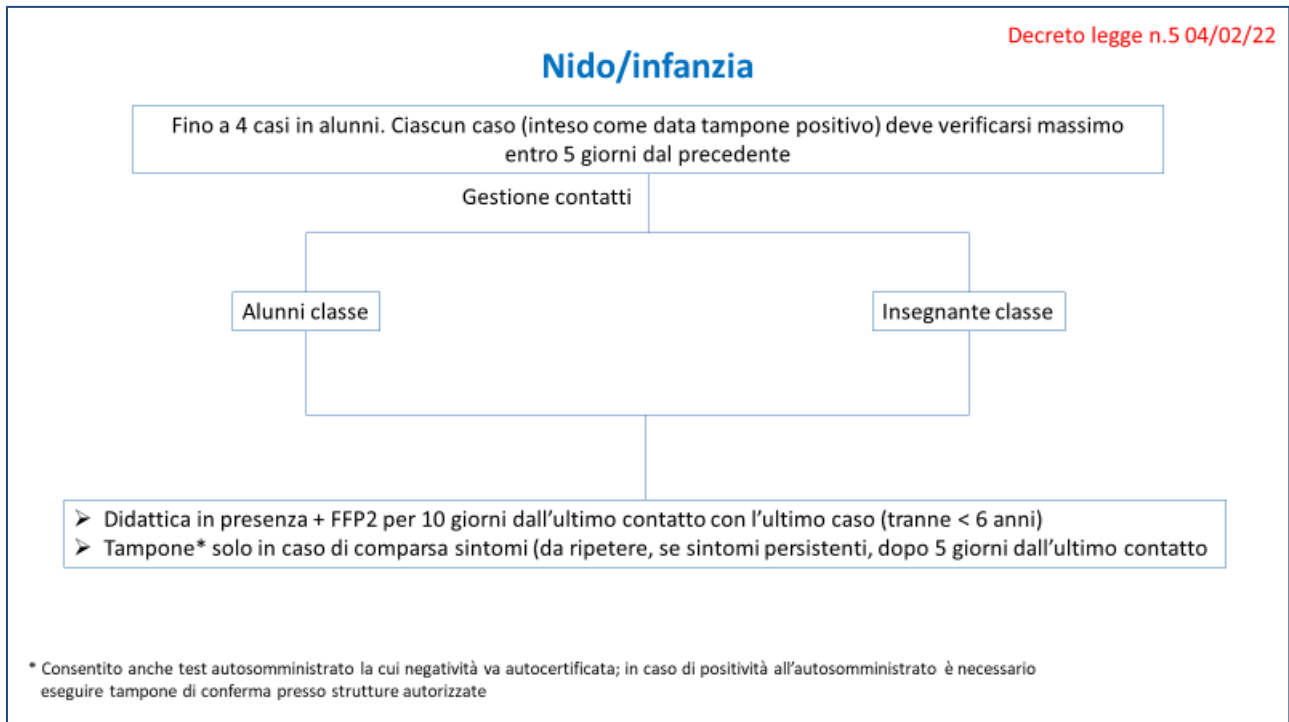 Decreto legge n.5 04/02/22
Nido/infanzia
Fino a 4 casi in alunni. Ciascun caso (inteso come data tampone positivo) deve verificarsi massimo
entro 5 giorni dal precedente
Gestione contatti
Alunni classe
Insegnante classe
➢ Didattica in presenza + FFP2 per 10 giorni dall’ultimo contatto con l’ultimo caso (tranne < 6 anni)
➢ Tampone* solo in caso di comparsa sintomi (da ripetere, se sintomi persistenti, dopo 5 giorni dall’ultimo contatto
* Consentito anche test autosomministrato la cui negatività va autocertificata; in caso di positività all’autosomministrato è necessario
eseguire tampone di conferma presso strutture autorizzate